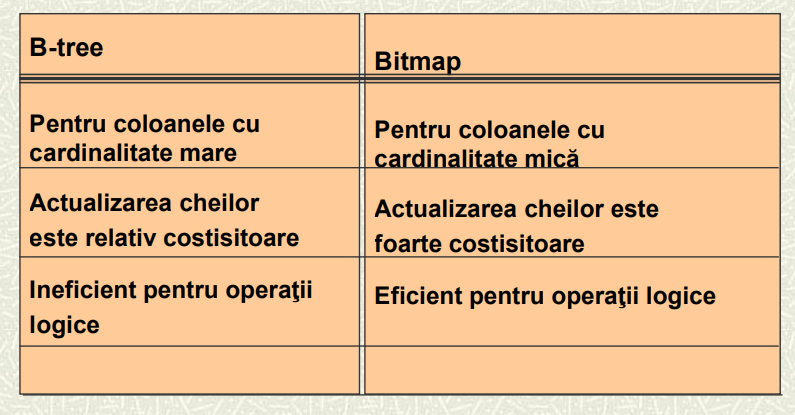 B-tree
Bitmap
Pentru coloanele cu
cardinalitate mare
Pentru coloanele cu
cardinalitate mică
Actualizarea cheilor
este relativ costisitoare
Actualizarea cheilor este
foarte costisitoare
Ineficient pentru operaţii
logice
Eficient pentru operaţii logice